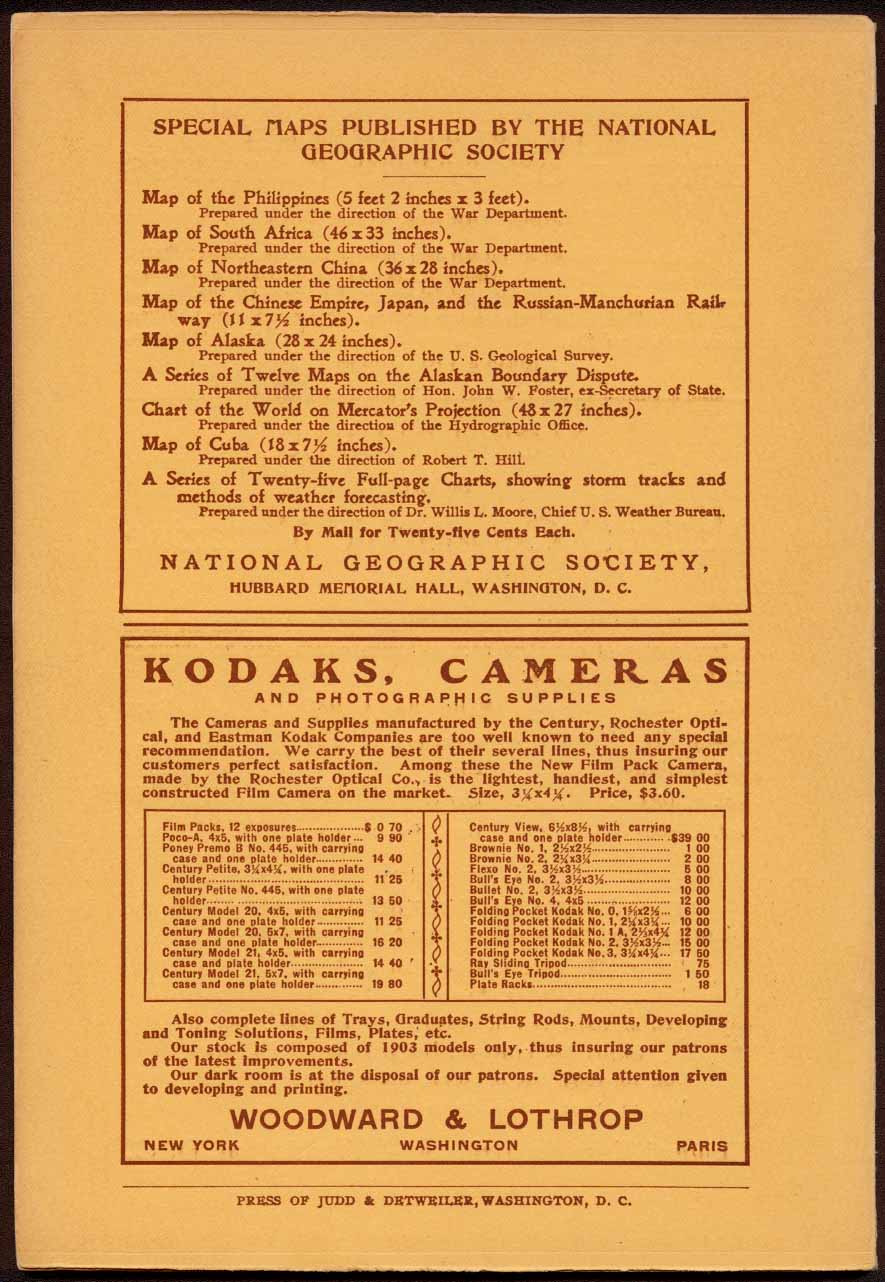 SPECIAL MAPS PUBLISHED BY THE NATIONAL
GEOGRAPHIC SOCIETY
Map of the Philippines (5 feet 2 inches x 3 feet).
Prepared under the direction of the War Department.
Map of South Africa (46 x 33 inches).
Prepared under the direction of the War Department.
Map of Northeastern China (36 x 28 inches).
Prepared under the direction of the War Department.
Map of the Chinese Empire, Japan, and the Russian-Manchurian Rail-
way (11 x 7½ inches).
Map of Alaska (28 x 24 inches).
Prepared under the direction of the U. S. Geological Survey.
A Series of Twelve Maps on the Alaskan Boundary Dispute.
Prepared under the direction of Hon. John W. Foster, ex-Secretary of State.
Chart of the World on Mercator's Projection (48 x 27 inches).
Prepared under the direction of the Hydrographic Office.
Map of Cuba (18 x 7½ inches).
Prepared under the direction of Robert T. Hill.
A Series of Twenty-five Full-page Charts, showing storm tracks and
methods of weather forecasting.
Prepared under the direction of Dr. Willis L. Moore, Chief U. S. Weather Bureau.
By Mail for Twenty-five Cents Each.
NATIONAL GEOGRAPHIC SOCIETY,
HUBBARD MEMORIAL HALL, WASHINGTON, D. C.
KODAKS, CAMERAS
AND PHOTOGRAPHIC SUPPLIES
The Cameras and Supplies manufactured by the Century, Rochester Opti-
cal, and Eastman Kodak Companies are too well known to need any special
recommendation. We carry the best of their several lines, thus insuring our
customers perfect satisfaction. Among these the New Film Pack Camera,
made by the Rochester Optical Co., is the lightest, handiest, and simplest
constructed Film Camera on the market. Size, 3¼x4¼. Price, $3.60.
Film Packs, 12 exposures....................$ 0 70
Poco-A, 4x5, with one plate holder... 9 90
Poney Premo B No. 445, with carrying
case and one plate holder............. 14 40
Century Petite, 3¼x4¼, with one plate
holder.............................................. 11 25
Century Petite No. 445, with one plate
holder.............................................. 13 50
Century Model 20, 4x5, with carrying
case and one plate holder............. 11 25
Century Model 20, 5x7, with carrying
case and one plate holder............. 16 20
Century Model 21, 4x5, with carrying
case and plate holder.................... 14 40
Century Model 21, 5x7, with carrying
case and one plate holder............. 19 80
Century View, 6½x8½, with carrying
case and one plate holder.............$39 00
Brownie No. 1, 2½x2½...................... 1 00
Brownie No. 2, 2¼x3¼...................... 2 00
Flexo No. 2, 3½x3½......................... 5 00
Bull's Eye No. 2, 3½x3½................... 8 00
Bullet No. 2, 3½x3½......................... 10 00
Bull's Eye No. 4, 4x5........................ 12 00
Folding Pocket Kodak No. 0, 1⅝x2½... 6 00
Folding Pocket Kodak No. 1, 2¼x3¼... 10 00
Folding Pocket Kodak No. 1 A, 2½x4¼ 12 00
Folding Pocket Kodak No. 2, 3½x3½... 15 00
Folding Pocket Kodak No. 3, 3¼x4¼... 17 50
Ray Sliding Tripod............................ 75
Bull's Eye Tripod.............................. 1 50
Plate Racks..................................... 18
Also complete lines of Trays, Graduates, String Rods, Mounts, Developing
and Toning Solutions, Films, Plates, etc.
Our stock is composed of 1903 models only, thus insuring our patrons
of the latest improvements.
Our dark room is at the disposal of our patrons. Special attention given
to developing and printing.
WOODWARD & LOTHROP
NEW YORK WASHINGTON PARIS
PRESS OF JUDD & DETWEILER, WASHINGTON, D. C.